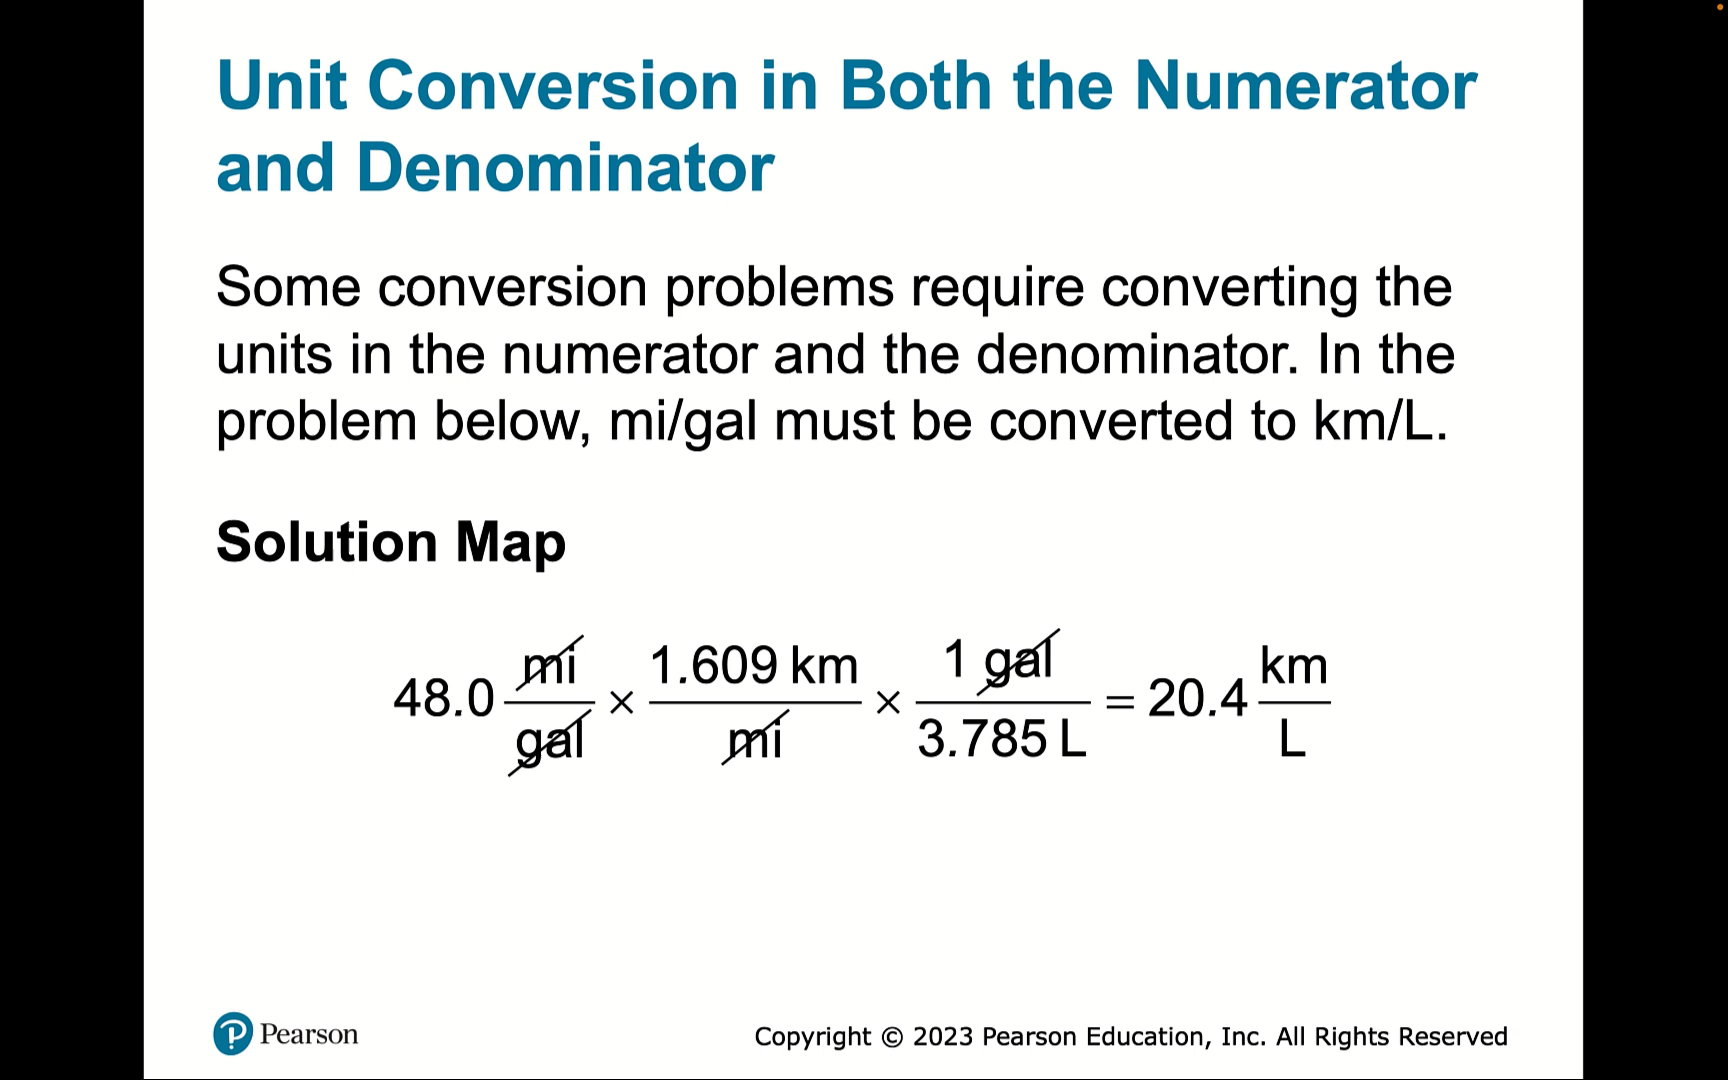 Unit Conversion in Both the Numerator
and Denominator
Some conversion problems require converting the
units in the numerator and the denominator. In the
problem below, mi/gal must be converted to km/L.
Solution Map
48.0 mi/gal × 1.609 km/mi × 1 gal/3.785 L = 20.4 km/L
Pearson
Copyright © 2023 Pearson Education, Inc. All Rights Reserved